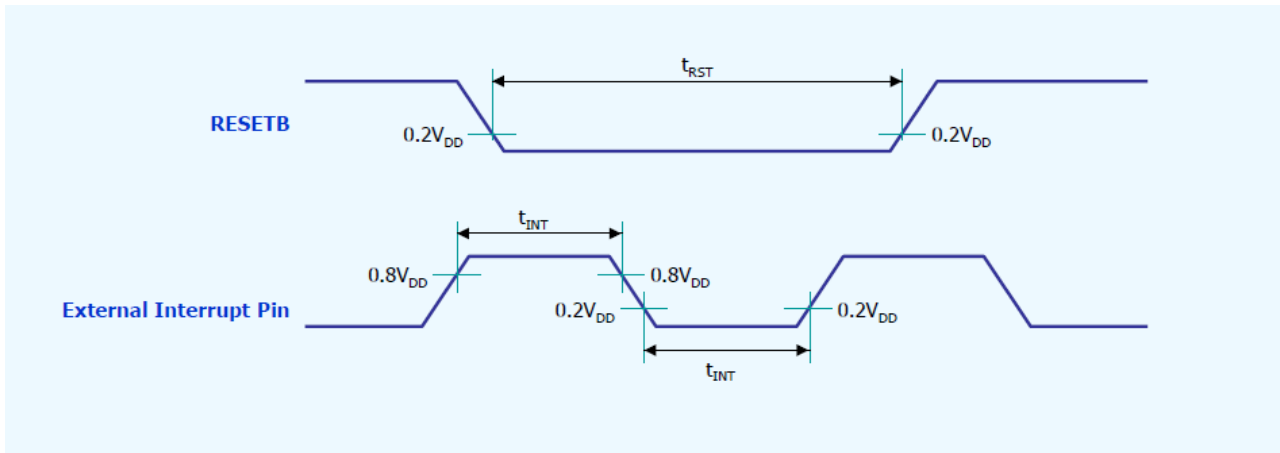 tRST
RESETB
0.2VDD
0.2VDD
tINT
0.8VDD
0.8VDD
External Interrupt Pin
0.2VDD
0.2VDD
tINT